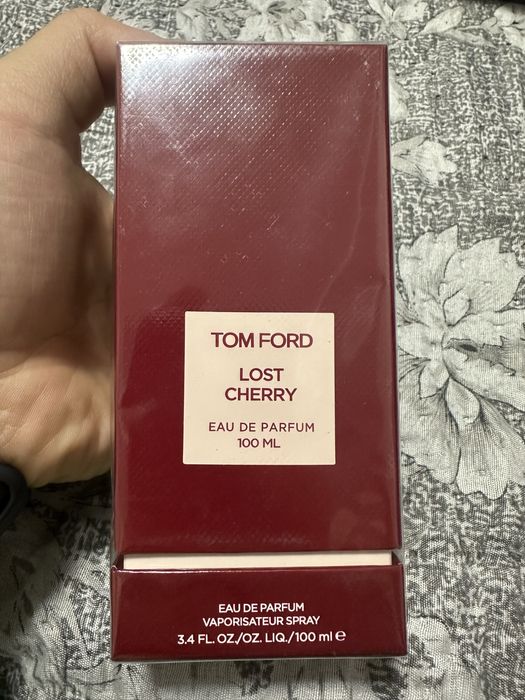 TOM FORD
LOST
CHERRY
EAU DE PARFUM
100 ML
EAU DE PARFUM
VAPORISATEUR SPRAY
3.4 FL. OZ./OZ. LIQ./100 ml ℮